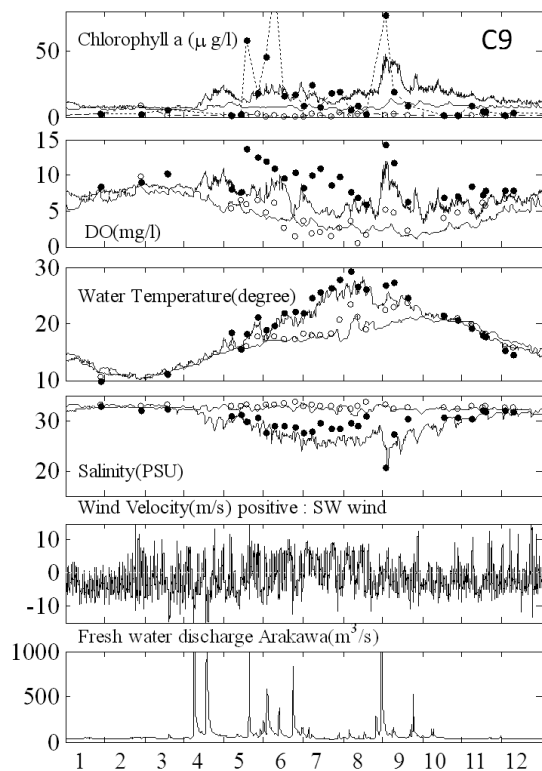 Chlorophyll a (μ g/l)
C9
50
0
15
10
5
0
DO(mg/l)
30
Water Temperature(degree)
20
10
30
20
Salinity(PSU)
Wind Velocity(m/s) positive : SW wind
10
0
-10
Fresh water discharge Arakawa(m³/s)
1000
500
0
1 2 3 4 5 6 7 8 9 10 11 12